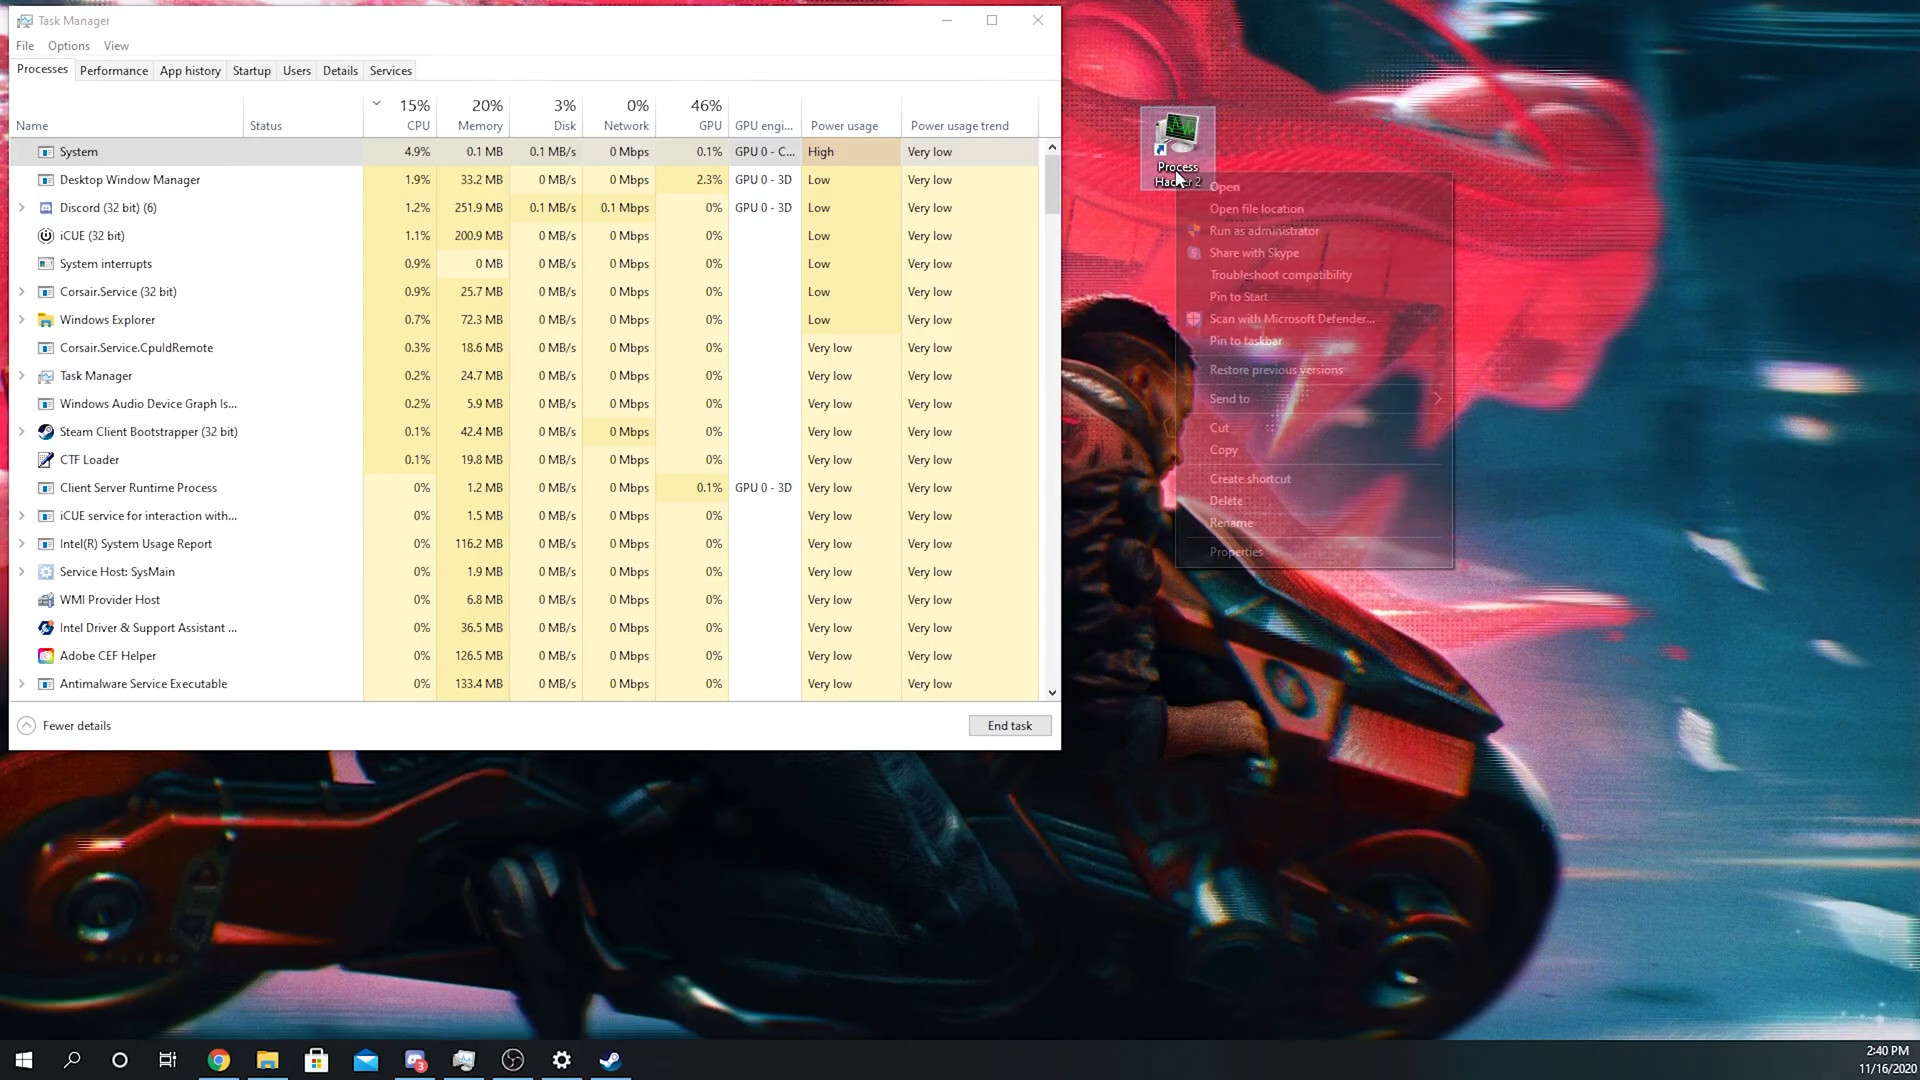 Task Manager
File Options View
Processes Performance App history Startup Users Details Services
15% 20% 3% 0% 46%
Name Status CPU Memory Disk Network GPU GPU engi... Power usage Power usage trend
System 4.9% 0.1 MB 0.1 MB/s 0 Mbps 0.1% GPU 0 - C... High Very low
Desktop Window Manager 1.9% 33.2 MB 0 MB/s 0 Mbps 2.3% GPU 0 - 3D Low Very low
Discord (32 bit) (6) 1.2% 251.9 MB 0.1 MB/s 0.1 Mbps 0% GPU 0 - 3D Low Very low
iCUE (32 bit) 1.1% 200.9 MB 0 MB/s 0 Mbps 0% Low Very low
System interrupts 0.9% 0 MB 0 MB/s 0 Mbps 0% Low Very low
Corsair.Service (32 bit) 0.9% 25.7 MB 0 MB/s 0 Mbps 0% Low Very low
Windows Explorer 0.7% 72.3 MB 0 MB/s 0 Mbps 0% Low Very low
Corsair.Service.CpuIdRemote 0.3% 18.6 MB 0 MB/s 0 Mbps 0% Very low Very low
Task Manager 0.2% 24.7 MB 0 MB/s 0 Mbps 0% Very low Very low
Windows Audio Device Graph Is... 0.2% 5.9 MB 0 MB/s 0 Mbps 0% Very low Very low
Steam Client Bootstrapper (32 bit) 0.1% 42.4 MB 0 MB/s 0 Mbps 0% Very low Very low
CTF Loader 0.1% 19.8 MB 0 MB/s 0 Mbps 0% Very low Very low
Client Server Runtime Process 0% 1.2 MB 0 MB/s 0 Mbps 0.1% GPU 0 - 3D Very low Very low
iCUE service for interaction with... 0% 1.5 MB 0 MB/s 0 Mbps 0% Very low Very low
Intel(R) System Usage Report 0% 116.2 MB 0 MB/s 0 Mbps 0% Very low Very low
Service Host: SysMain 0% 1.9 MB 0 MB/s 0 Mbps 0% Very low Very low
WMI Provider Host 0% 6.8 MB 0 MB/s 0 Mbps 0% Very low Very low
Intel Driver & Support Assistant ... 0% 36.5 MB 0 MB/s 0 Mbps 0% Very low Very low
Adobe CEF Helper 0% 126.5 MB 0 MB/s 0 Mbps 0% Very low Very low
Antimalware Service Executable 0% 133.4 MB 0 MB/s 0 Mbps 0% Very low Very low
Fewer details End task
Process
Hacker 2
Open
Open file location
Run as administrator
Share with Skype
Troubleshoot compatibility
Pin to Start
Scan with Microsoft Defender...
Pin to taskbar
Restore previous versions
Send to
Cut
Copy
Create shortcut
Delete
Rename
Properties
3
2:40 PM
11/16/2020